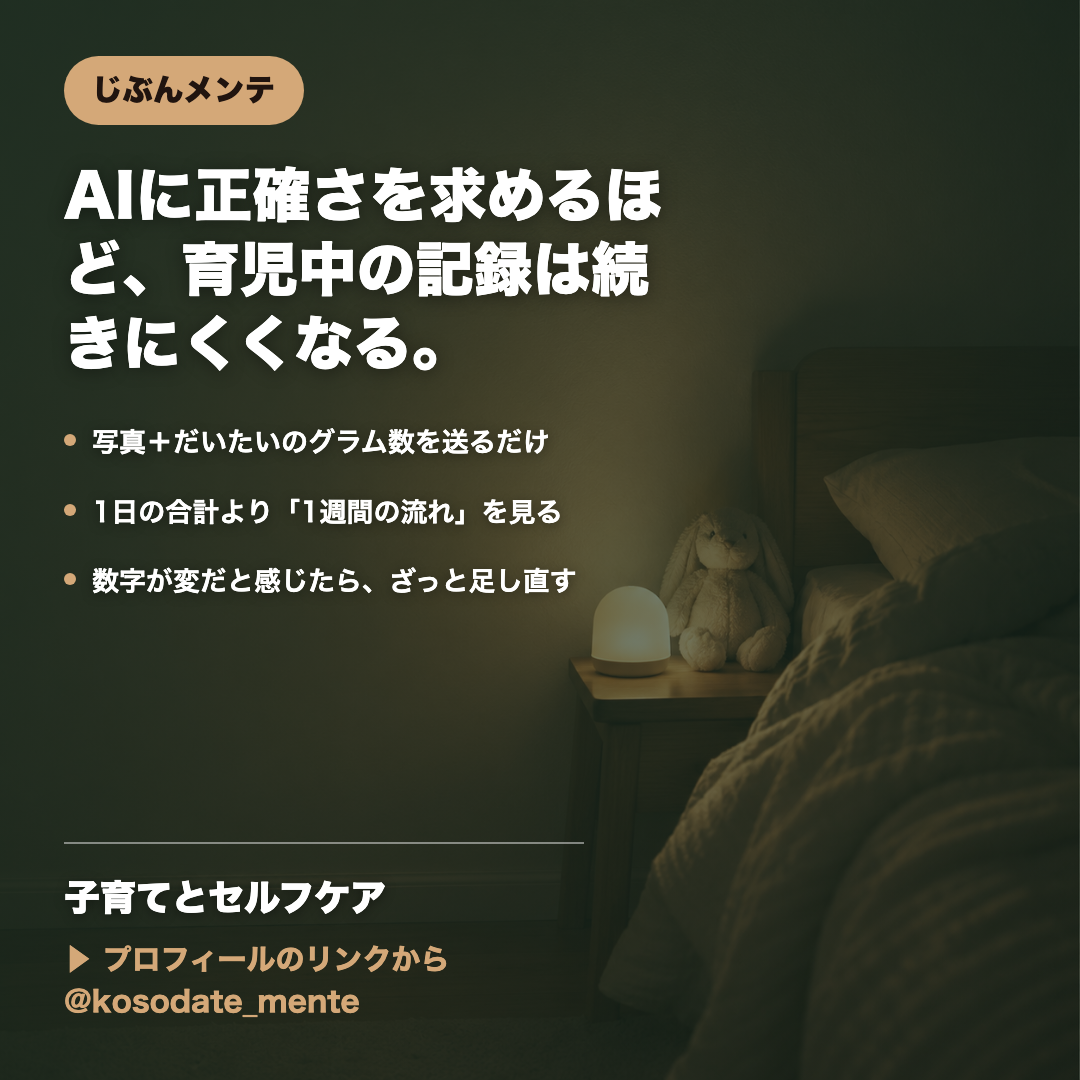 じぶんメンテ
AIに正確さを求めるほ
ど、育児中の記録は続
きにくくなる。
写真＋だいたいのグラム数を送るだけ
1日の合計より「1週間の流れ」を見る
数字が変だと感じたら、ざっと足し直す
子育てとセルフケア
▶ プロフィールのリンクから
@kosodate_mente